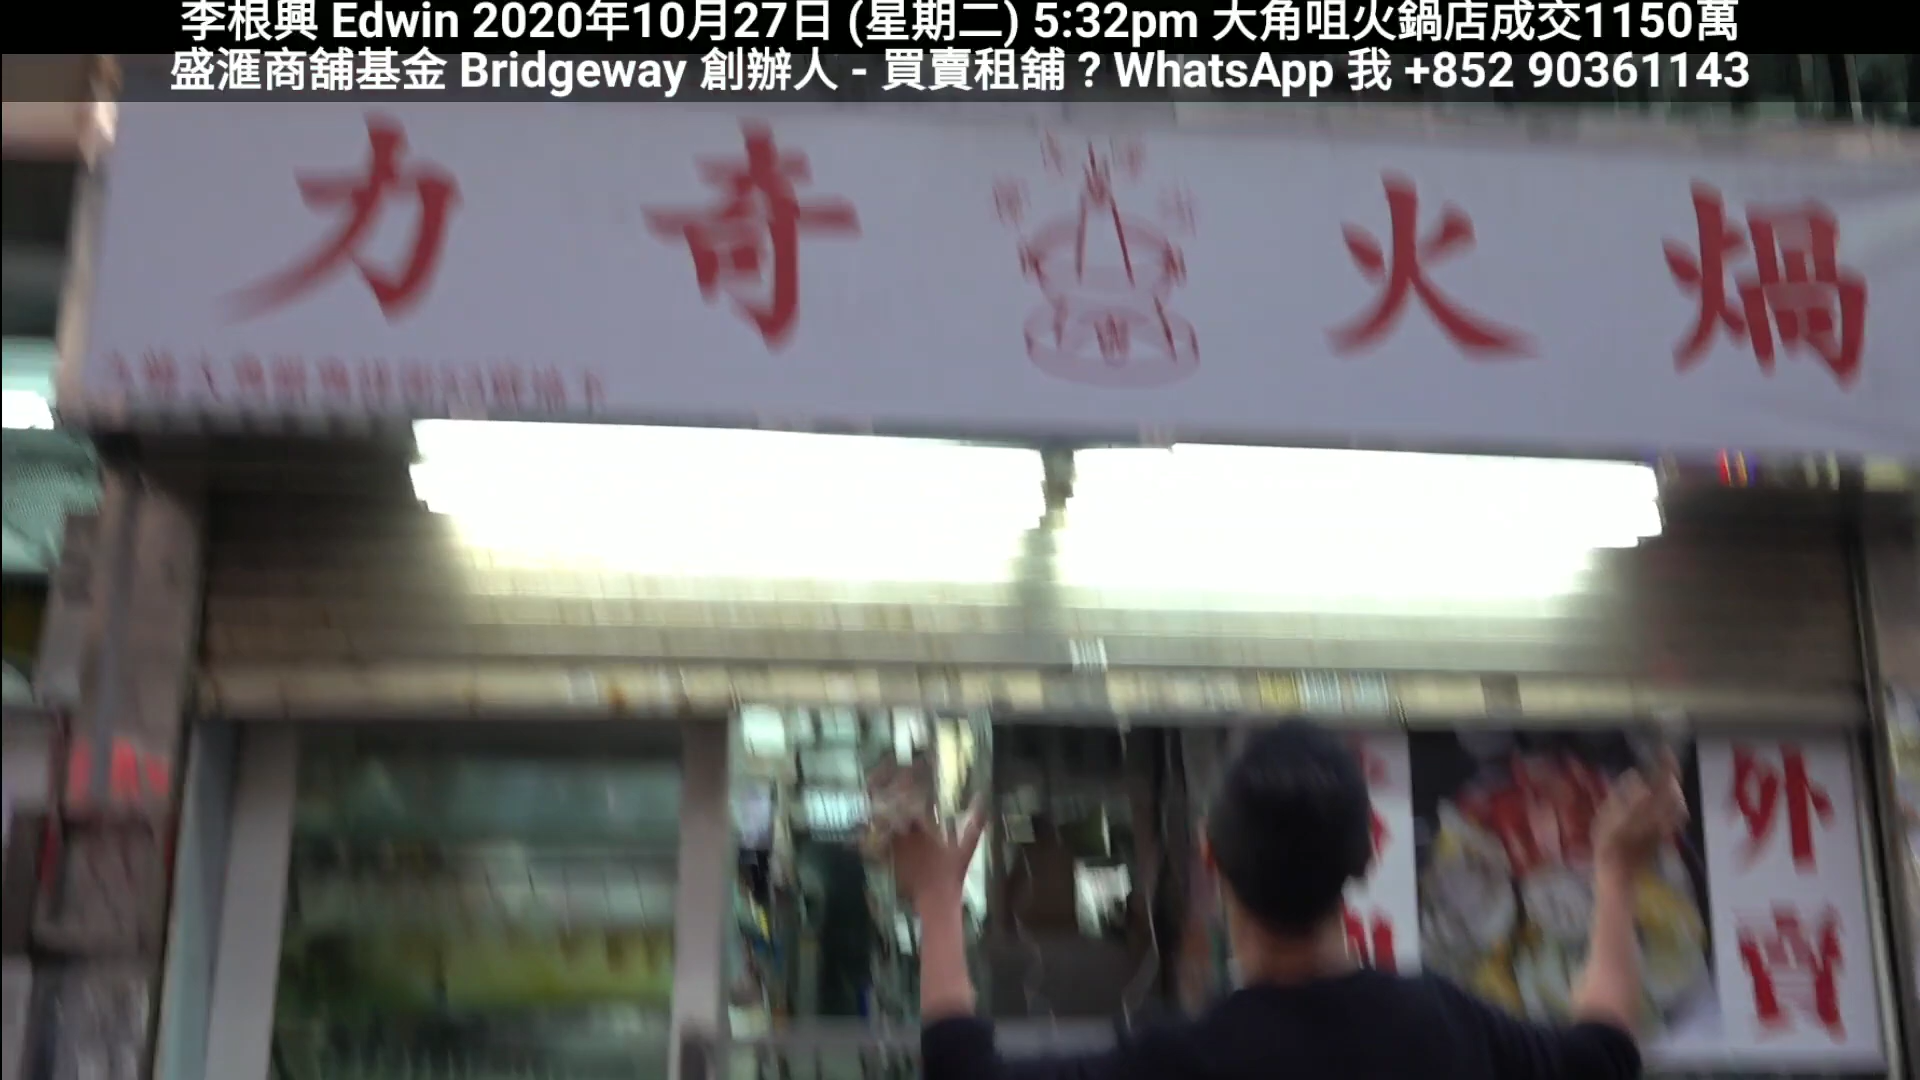 李根興 Edwin 2020年10月27日 (星期二) 5:32pm 大角咀火鍋店成交1150萬
盛滙商舖基金 Bridgeway 創辦人 - 買賣租舖 ? WhatsApp 我 +852 90361143
力奇火鍋
外賣